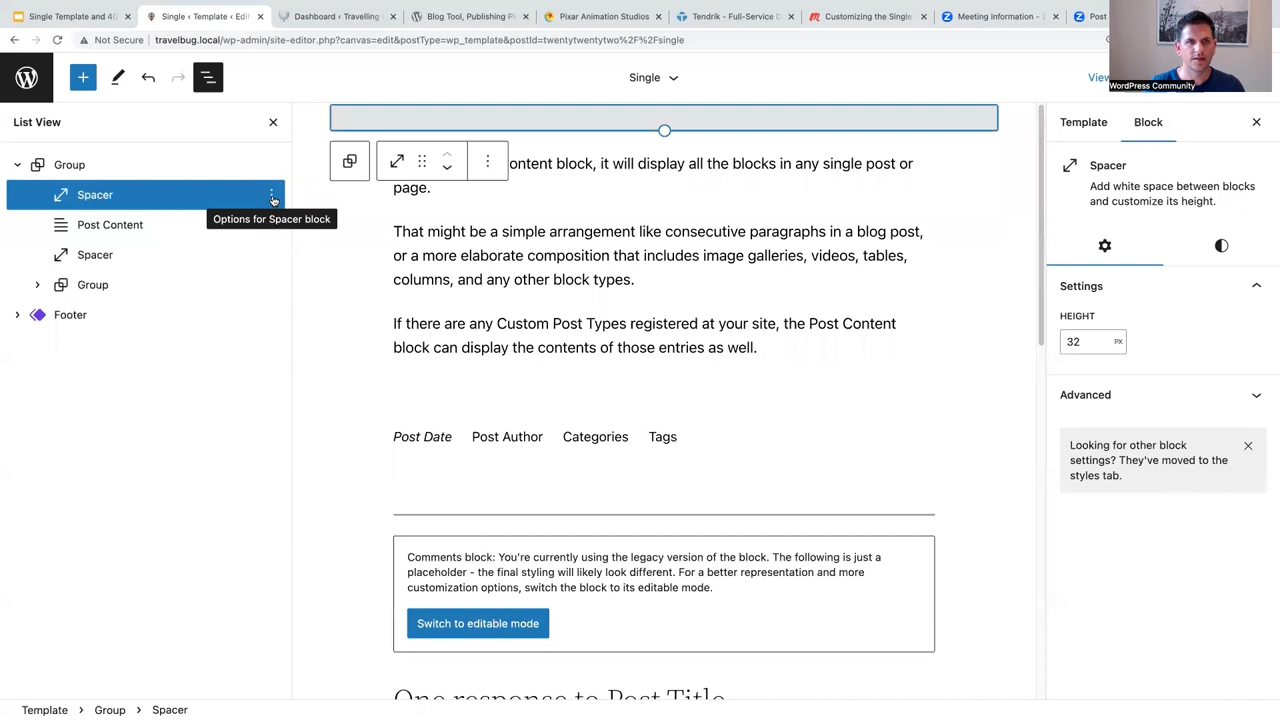 Single Template and 40
Single ‹ Template ‹ Edit
Dashboard ‹ Travelling
Blog Tool, Publishing Pl
Pixar Animation Studios
Tendrik - Full-Service D
Customizing the Single
Meeting information - Z
Post
Not Secure
travelbug.local/wp-admin/site-editor.php?canvas=edit&postType=wp_template&postId=twentytwentytwo%2F%2Fsingle
WordPress Community
Single
View
List View
Group
Spacer
Options for Spacer block
Post Content
Spacer
Group
Footer
ontent block, it will display all the blocks in any single post or
page.
That might be a simple arrangement like consecutive paragraphs in a blog post,
or a more elaborate composition that includes image galleries, videos, tables,
columns, and any other block types.
If there are any Custom Post Types registered at your site, the Post Content
block can display the contents of those entries as well.
Post Date Post Author Categories Tags
Comments block: You're currently using the legacy version of the block. The following is just a
placeholder - the final styling will likely look different. For a better representation and more
customization options, switch the block to its editable mode.
Switch to editable mode
One response to Post Title
Template Block
Spacer
Add white space between blocks
and customize its height.
Settings
HEIGHT
32 PX
Advanced
Looking for other block
settings? They've moved to the
styles tab.
Template > Group > Spacer